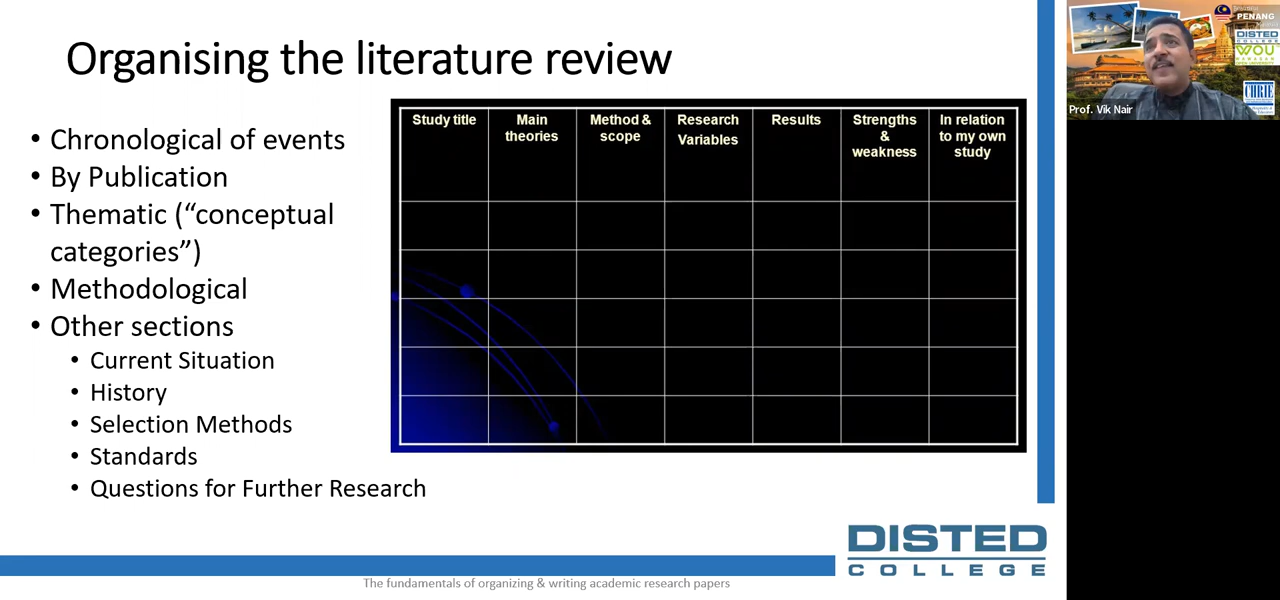 Organising the literature review
• Chronological of events
• By Publication
• Thematic (“conceptual
categories”)
• Methodological
• Other sections
• Current Situation
• History
• Selection Methods
• Standards
• Questions for Further Research
Study title
Main
theories
Method &
scope
Research
Variables
Results
Strengths
&
weakness
In relation
to my own
study
DISTED
COLLEGE
The fundamentals of organizing & writing academic research papers
PENANG
DISTED
COLLEGE
WOU
CHRIE
Prof. Vik Nair